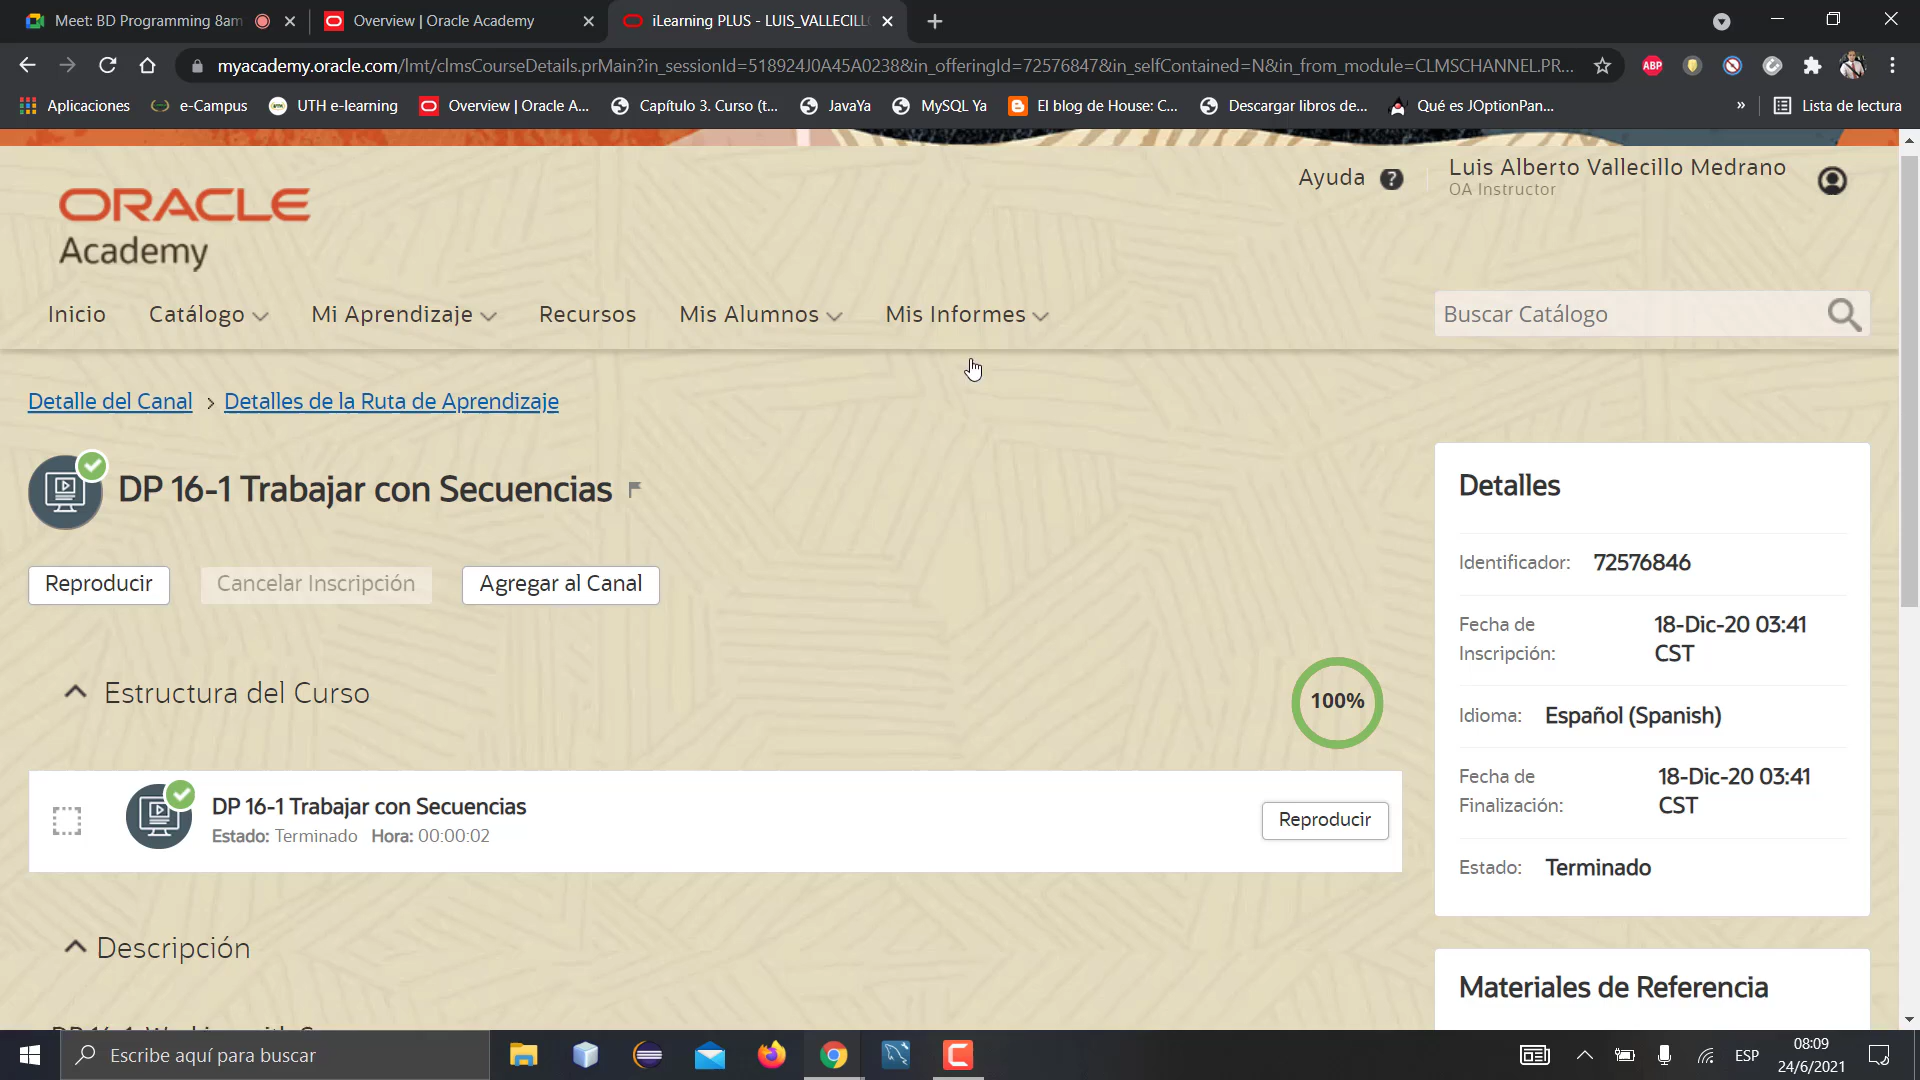 Meet: BD Programming 8am
Overview | Oracle Academy
iLearning PLUS - LUIS_VALLECILL
myacademy.oracle.com/lmt/clmsCourseDetails.prMain?in_sessionId=518924J0A45A0238&in_offeringId=72576847&in_selfContained=N&in_from_module=CLMSCHANNEL.PR...
ABP
Aplicaciones
e-Campus
UTH e-learning
Overview | Oracle A...
Capítulo 3. Curso (t...
JavaYa
MySQL Ya
El blog de House: C...
Descargar libros de...
Qué es JOptionPan...
»
Lista de lectura
ORACLE
Academy
Ayuda ?
Luis Alberto Vallecillo Medrano
OA Instructor
Inicio
Catálogo
Mi Aprendizaje
Recursos
Mis Alumnos
Mis Informes
Buscar Catálogo
Detalle del Canal > Detalles de la Ruta de Aprendizaje
DP 16-1 Trabajar con Secuencias
Reproducir
Cancelar Inscripción
Agregar al Canal
Estructura del Curso
100%
DP 16-1 Trabajar con Secuencias
Estado: Terminado Hora: 00:00:02
Reproducir
Descripción
Detalles
Identificador: 72576846
Fecha de Inscripción: 18-Dic-20 03:41 CST
Idioma: Español (Spanish)
Fecha de Finalización: 18-Dic-20 03:41 CST
Estado: Terminado
Materiales de Referencia
Escribe aquí para buscar
ESP
08:09
24/6/2021